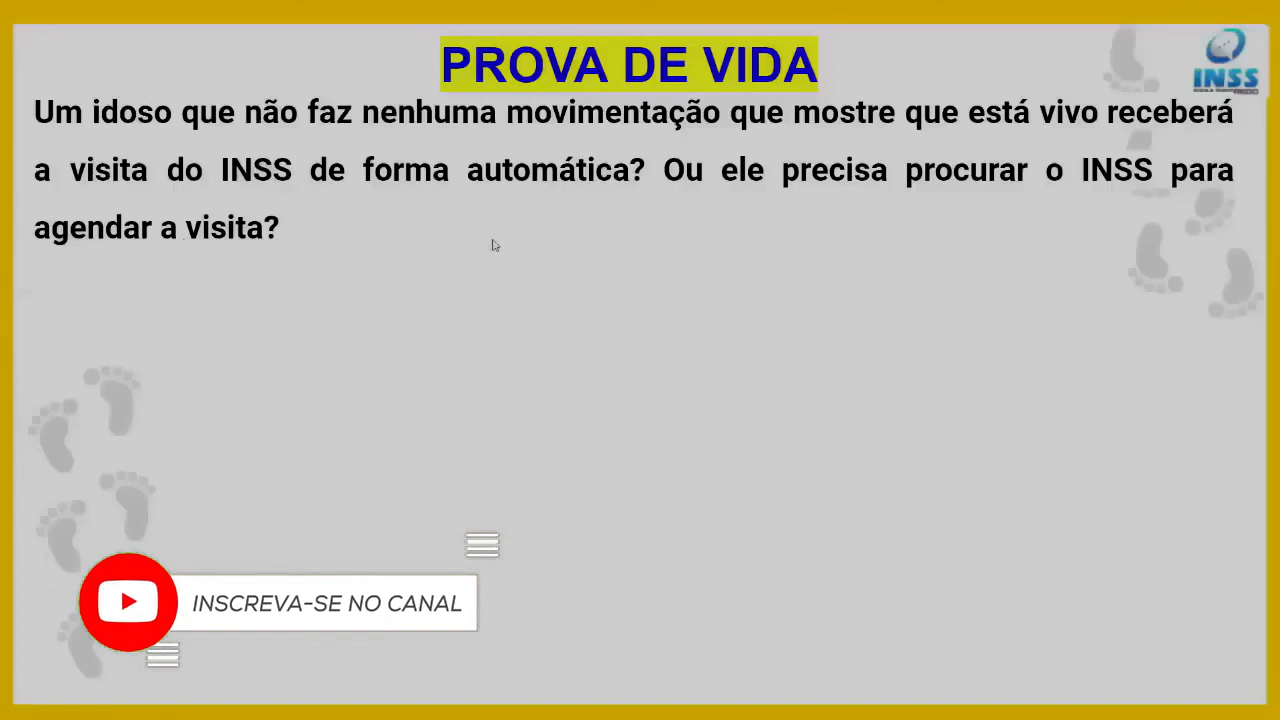 PROVA DE VIDA
INSS
Um idoso que não faz nenhuma movimentação que mostre que está vivo receberá
a visita do INSS de forma automática? Ou ele precisa procurar o INSS para
agendar a visita?
INSCREVA-SE NO CANAL